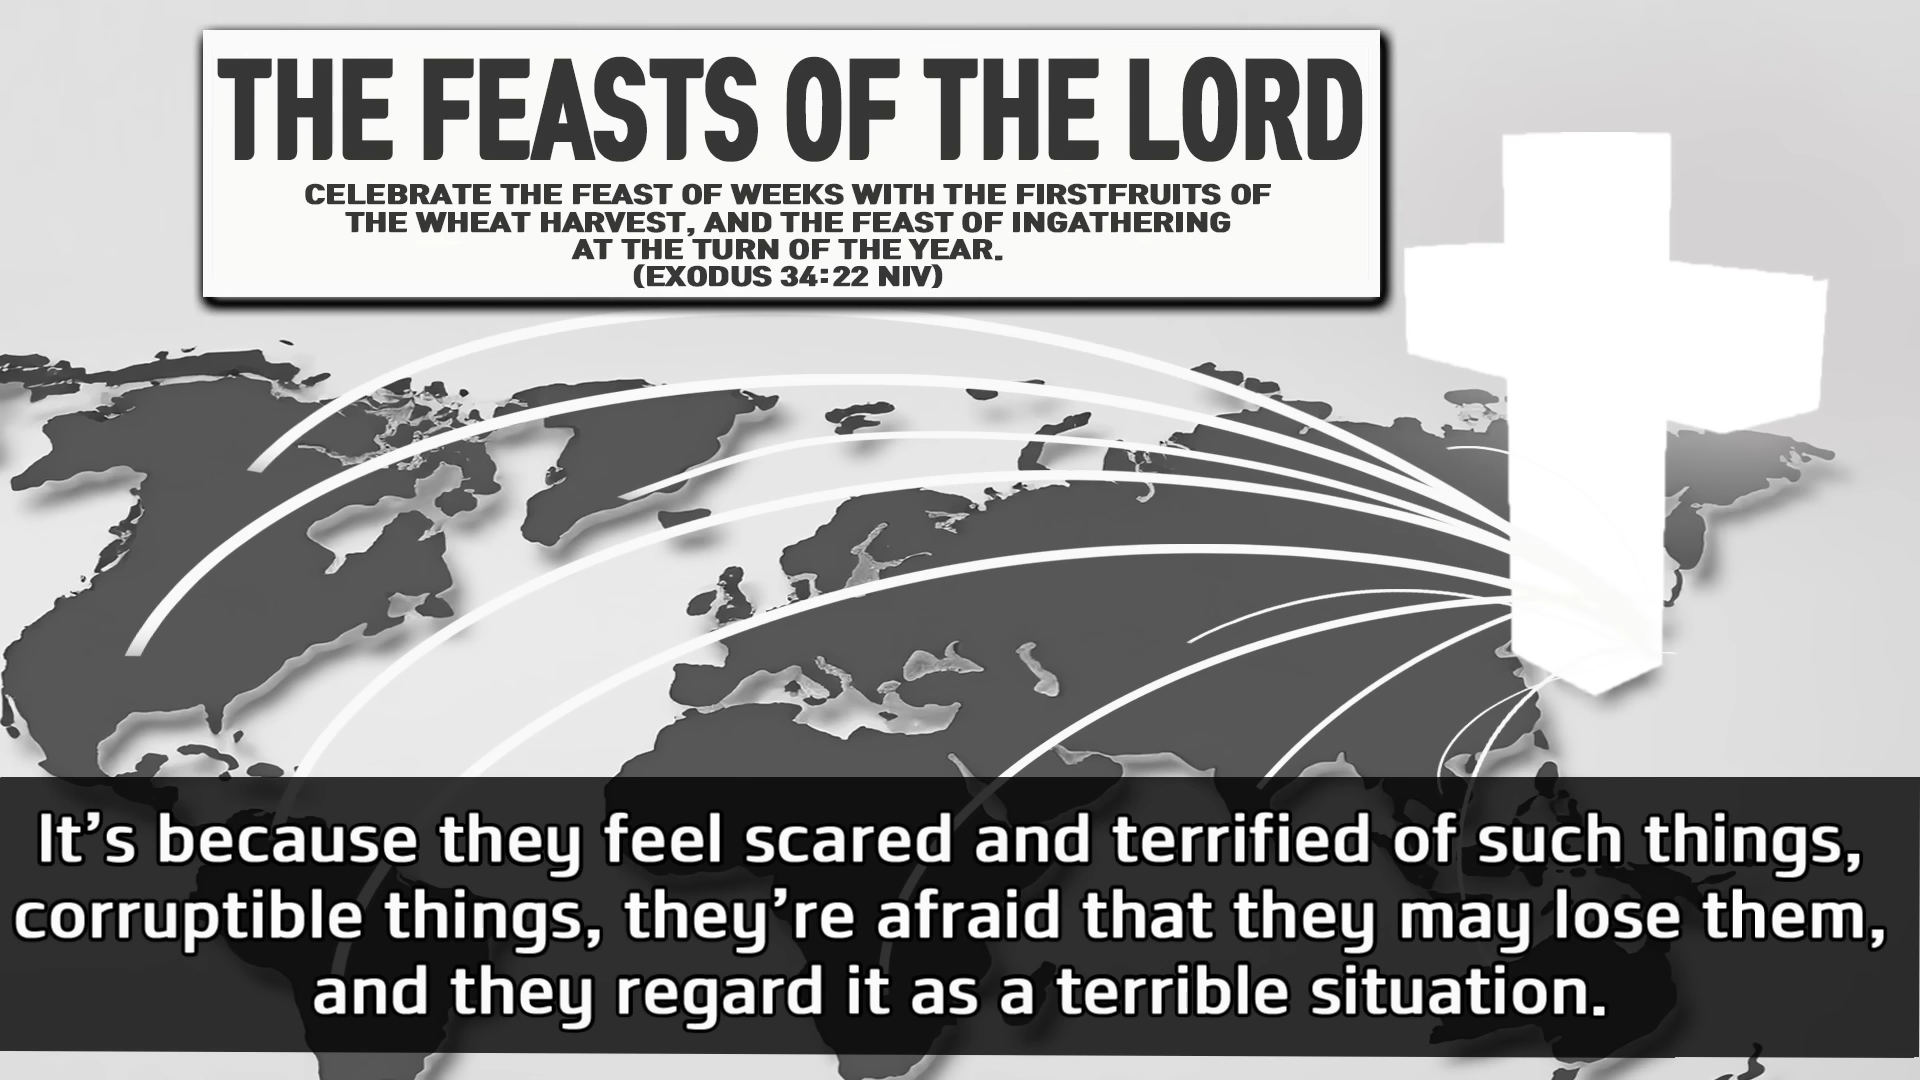 THE FEASTS OF THE LORD
CELEBRATE THE FEAST OF WEEKS WITH THE FIRSTFRUITS OF
THE WHEAT HARVEST, AND THE FEAST OF INGATHERING
AT THE TURN OF THE YEAR.
(EXODUS 34:22 NIV)
It’s because they feel scared and terrified of such things,
corruptible things, they’re afraid that they may lose them,
and they regard it as a terrible situation.